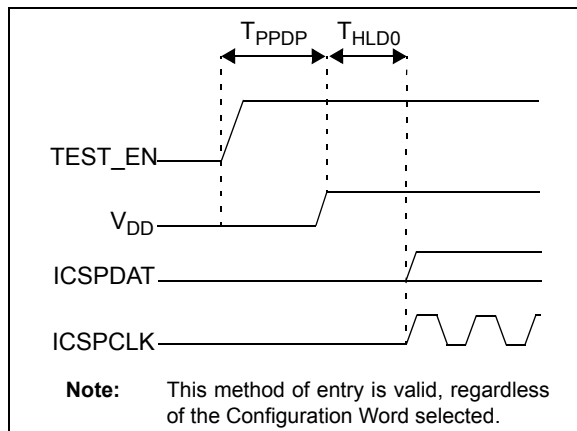 TPPDP THLD0
TEST_EN
VDD
ICSPDAT
ICSPCLK
Note: This method of entry is valid, regardless
of the Configuration Word selected.